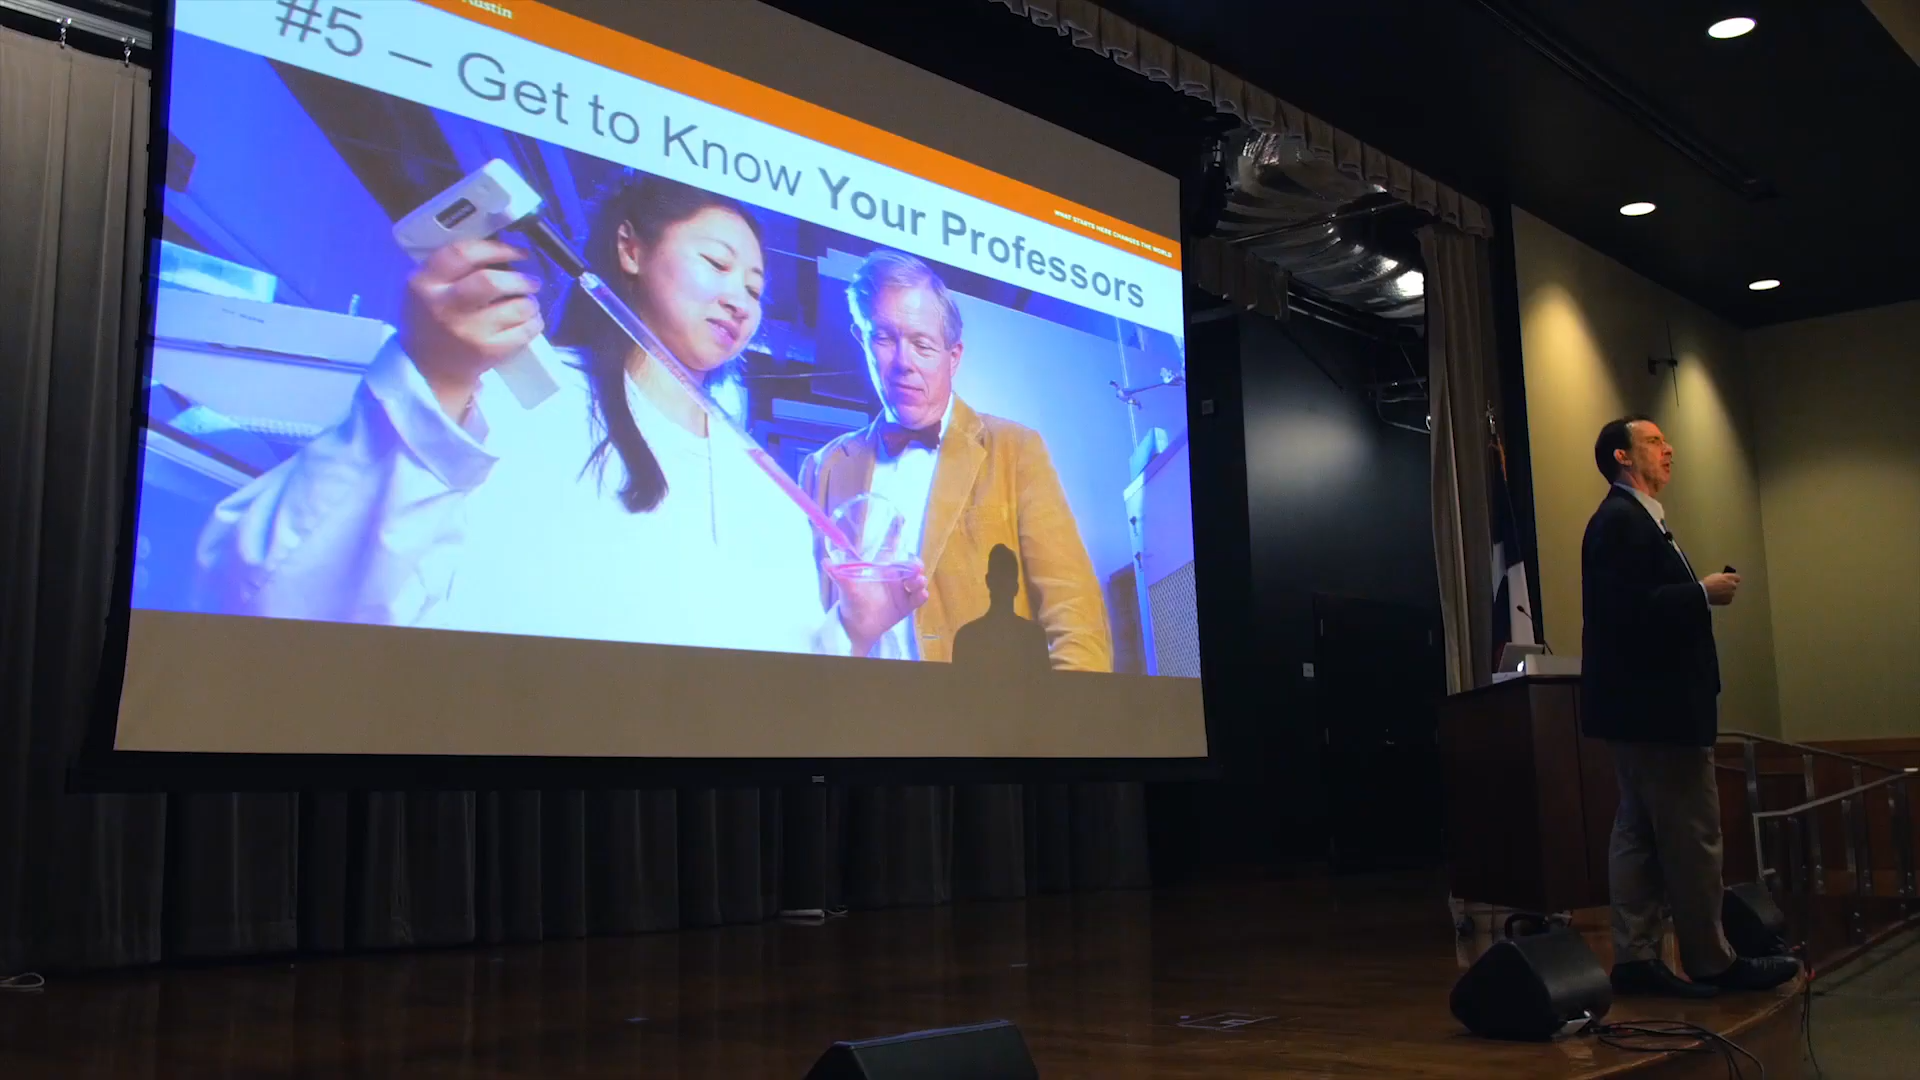 Austin
#5 – Get to Know Your Professors
WHAT STARTS HERE CHANGES THE WORLD